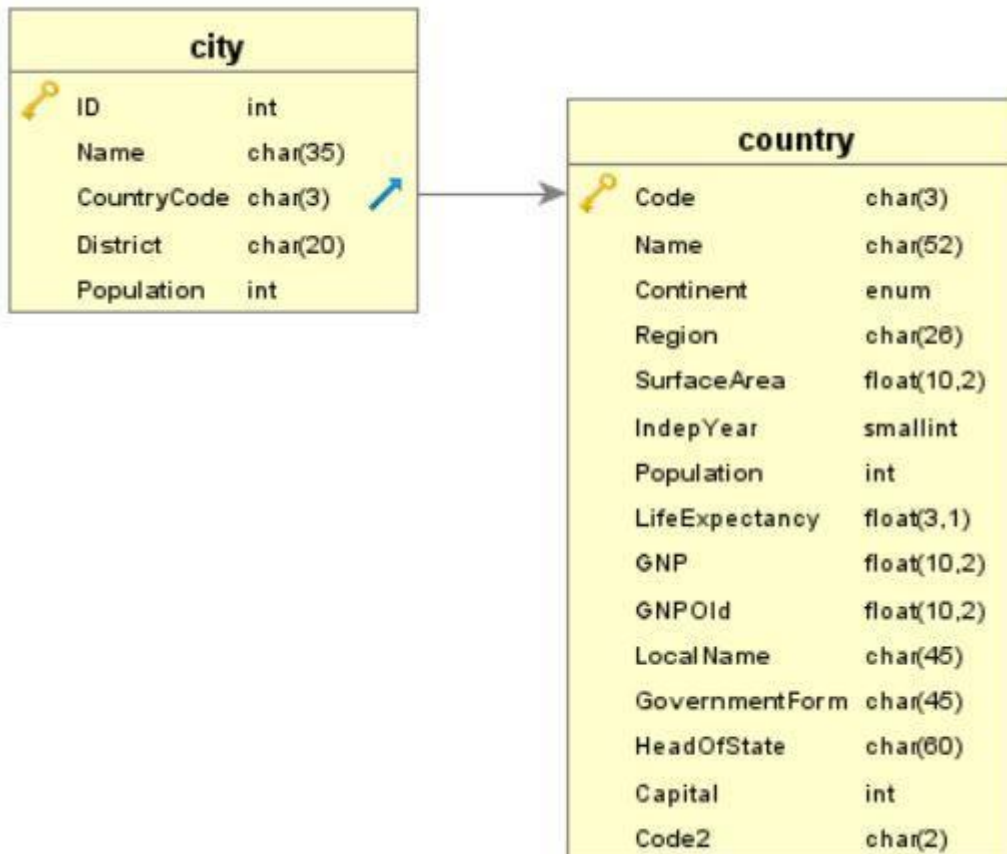 city
ID int
Name char(35)
CountryCode char(3)
District char(20)
Population int
country
Code char(3)
Name char(52)
Continent enum
Region char(26)
SurfaceArea float(10,2)
IndepYear smallint
Population int
LifeExpectancy float(3,1)
GNP float(10,2)
GNPOld float(10,2)
LocalName char(45)
GovernmentForm char(45)
HeadOfState char(60)
Capital int
Code2 char(2)